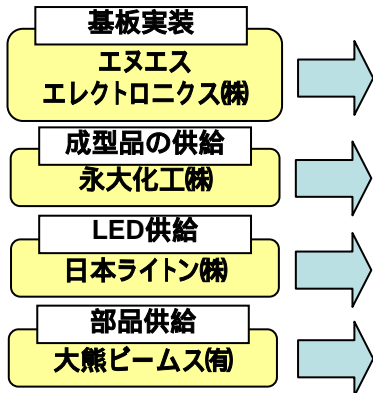 基板実装
エヌエス
エレクトロニクス㈱
成型品の供給
永大化工㈱
LED供給
日本ライトン㈱
部品供給
大熊ビームス㈲